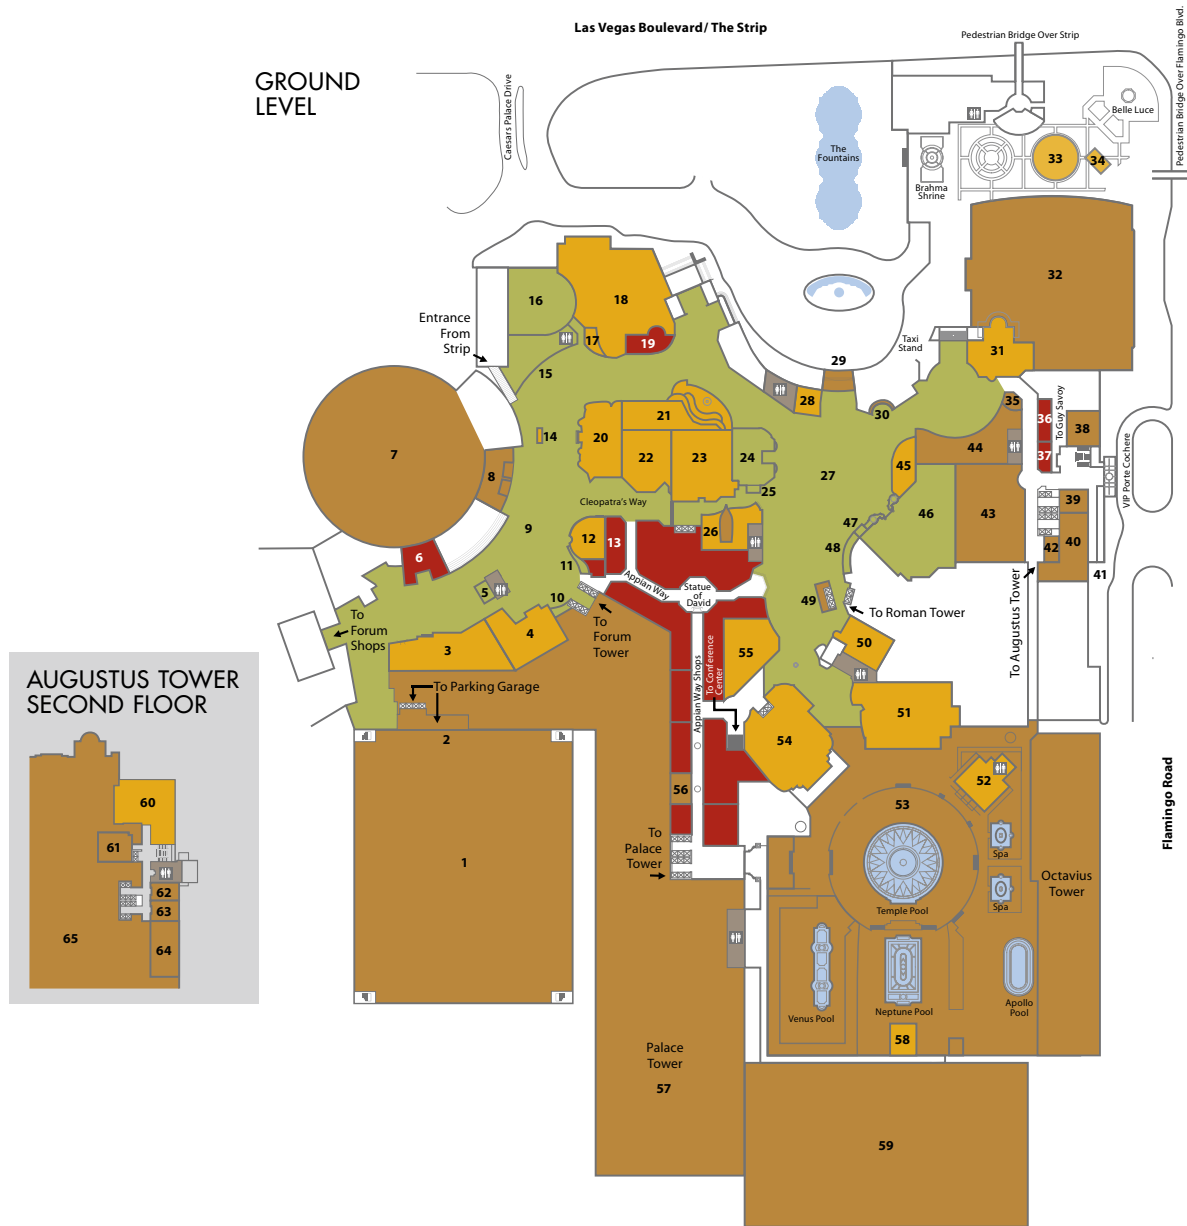 Las Vegas Boulevard/ The Strip
Pedestrian Bridge Over Strip
Pedestrian Bridge Over Flamingo Blvd.
GROUND
LEVEL
Caesars Palace Drive
Belle Luce
The
Fountains
33
34
Brahma
Shrine
32
16
18
Entrance
From
Strip
17
19
Taxi
Stand
29
31
15
28
30
35
36
To Guy Savoy
38
21
14
20
44
37
7
22
23
24
45
8
27
25
VIP Porte Cochere
Cleopatra's Way
39
9
46
43
47
26
12
13
40
42
48
6
11
41
Appian Way
Statue
of
David
5
10
49
To Roman Tower
To Augustus Tower
To
Forum
Shops
To
Forum
Tower
4
3
50
55
To Conference
Center
AUGUSTUS TOWER
SECOND FLOOR
To Parking Garage
Appian Way Shops
51
2
54
52
56
53
60
61
To
Palace
Tower
Spa
Flamingo Road
1
Octavius
Tower
62
63
Temple Pool
Spa
65
64
Venus Pool
Neptune Pool
Apollo
Pool
58
Palace
Tower
57
59